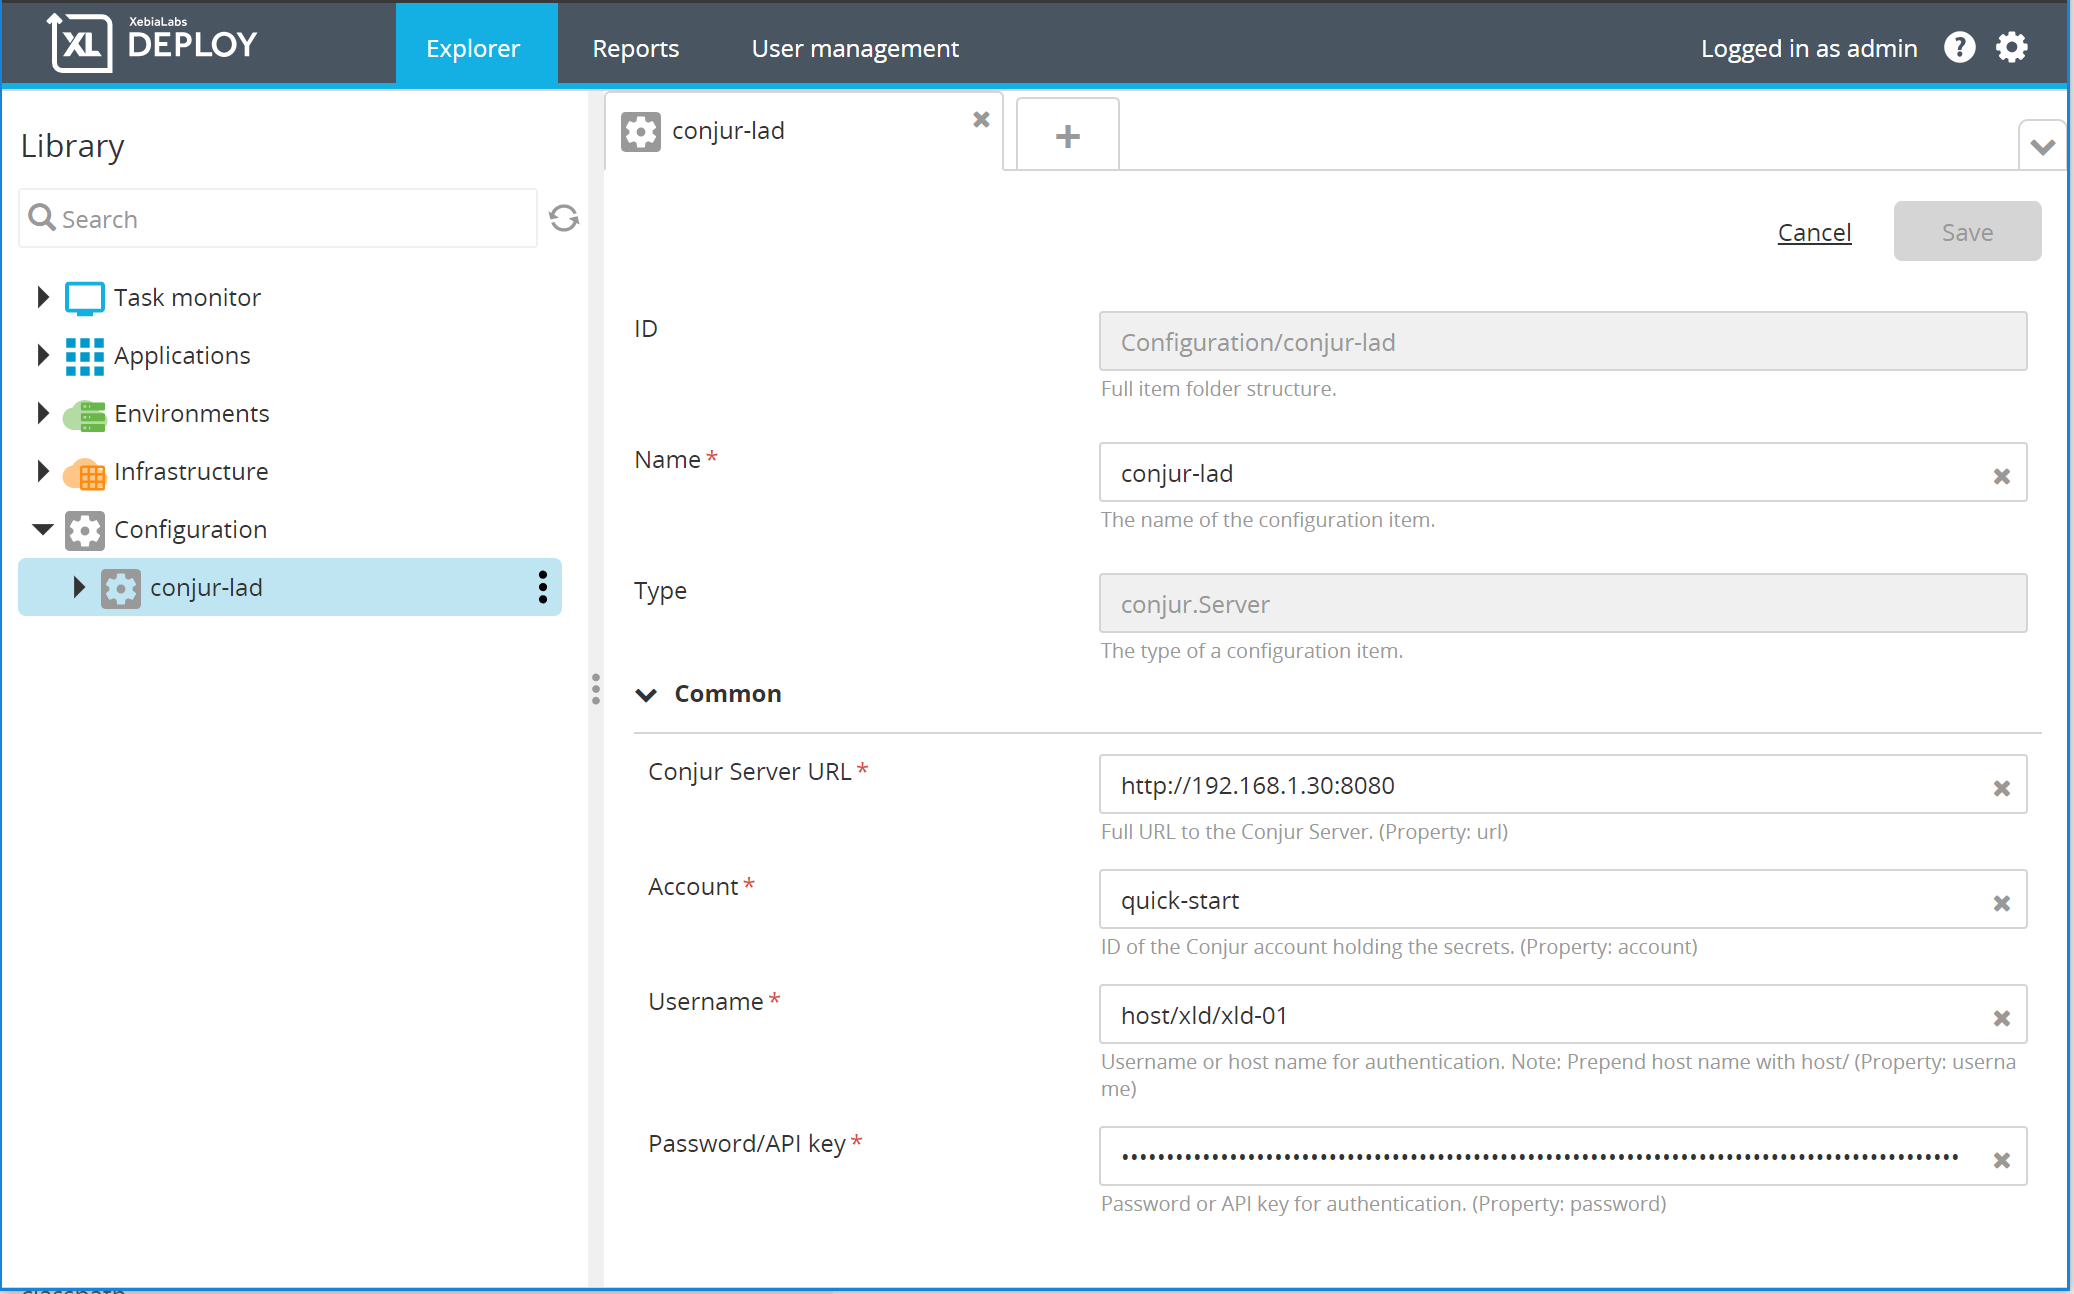 XebiaLabs
XL DEPLOY
Explorer
Reports
User management
Logged in as admin
?
Library
Search
Task monitor
Applications
Environments
Infrastructure
Configuration
conjur-lad
conjur-lad
+
Cancel
Save
ID
Configuration/conjur-lad
Full item folder structure.
Name *
conjur-lad
The name of the configuration item.
Type
conjur.Server
The type of a configuration item.
Common
Conjur Server URL *
http://192.168.1.30:8080
Full URL to the Conjur Server. (Property: url)
Account *
quick-start
ID of the Conjur account holding the secrets. (Property: account)
Username *
host/xld/xld-01
Username or host name for authentication. Note: Prepend host name with host/ (Property: userna
me)
Password/API key *
Password or API key for authentication. (Property: password)